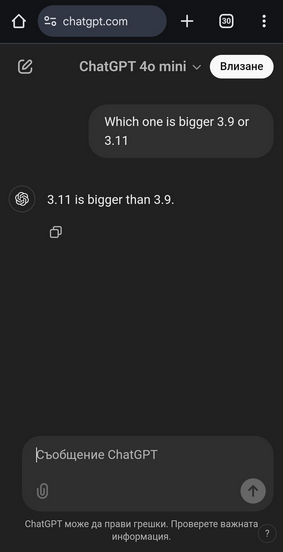 chatgpt.com
30
ChatGPT 4o mini
Влизане
Which one is bigger 3.9 or
3.11
3.11 is bigger than 3.9.
Съобщение ChatGPT
ChatGPT може да прави грешки. Проверете важната
информация.
?